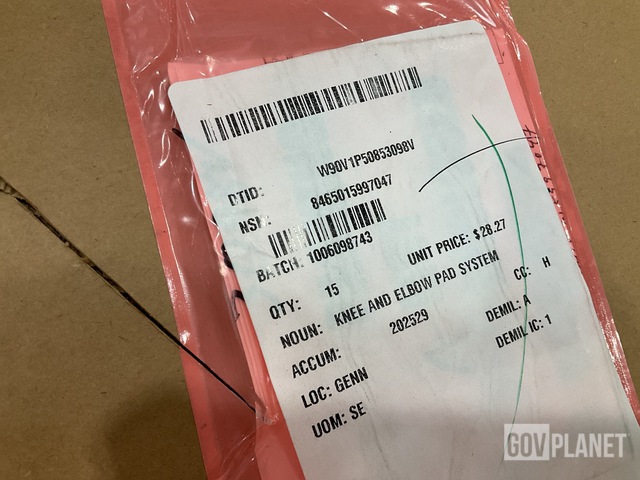 DTID: W90V1P50853098V
NSN: 8465015997047
BATCH: 1006098743
QTY: 15 UNIT PRICE: $28.27
NOUN: KNEE AND ELBOW PAD SYSTEM
ACCUM: 202529 CC: H
LOC: GENN DEMIL: A
UOM: SE DEMIL IC: 1
GOVPLANET